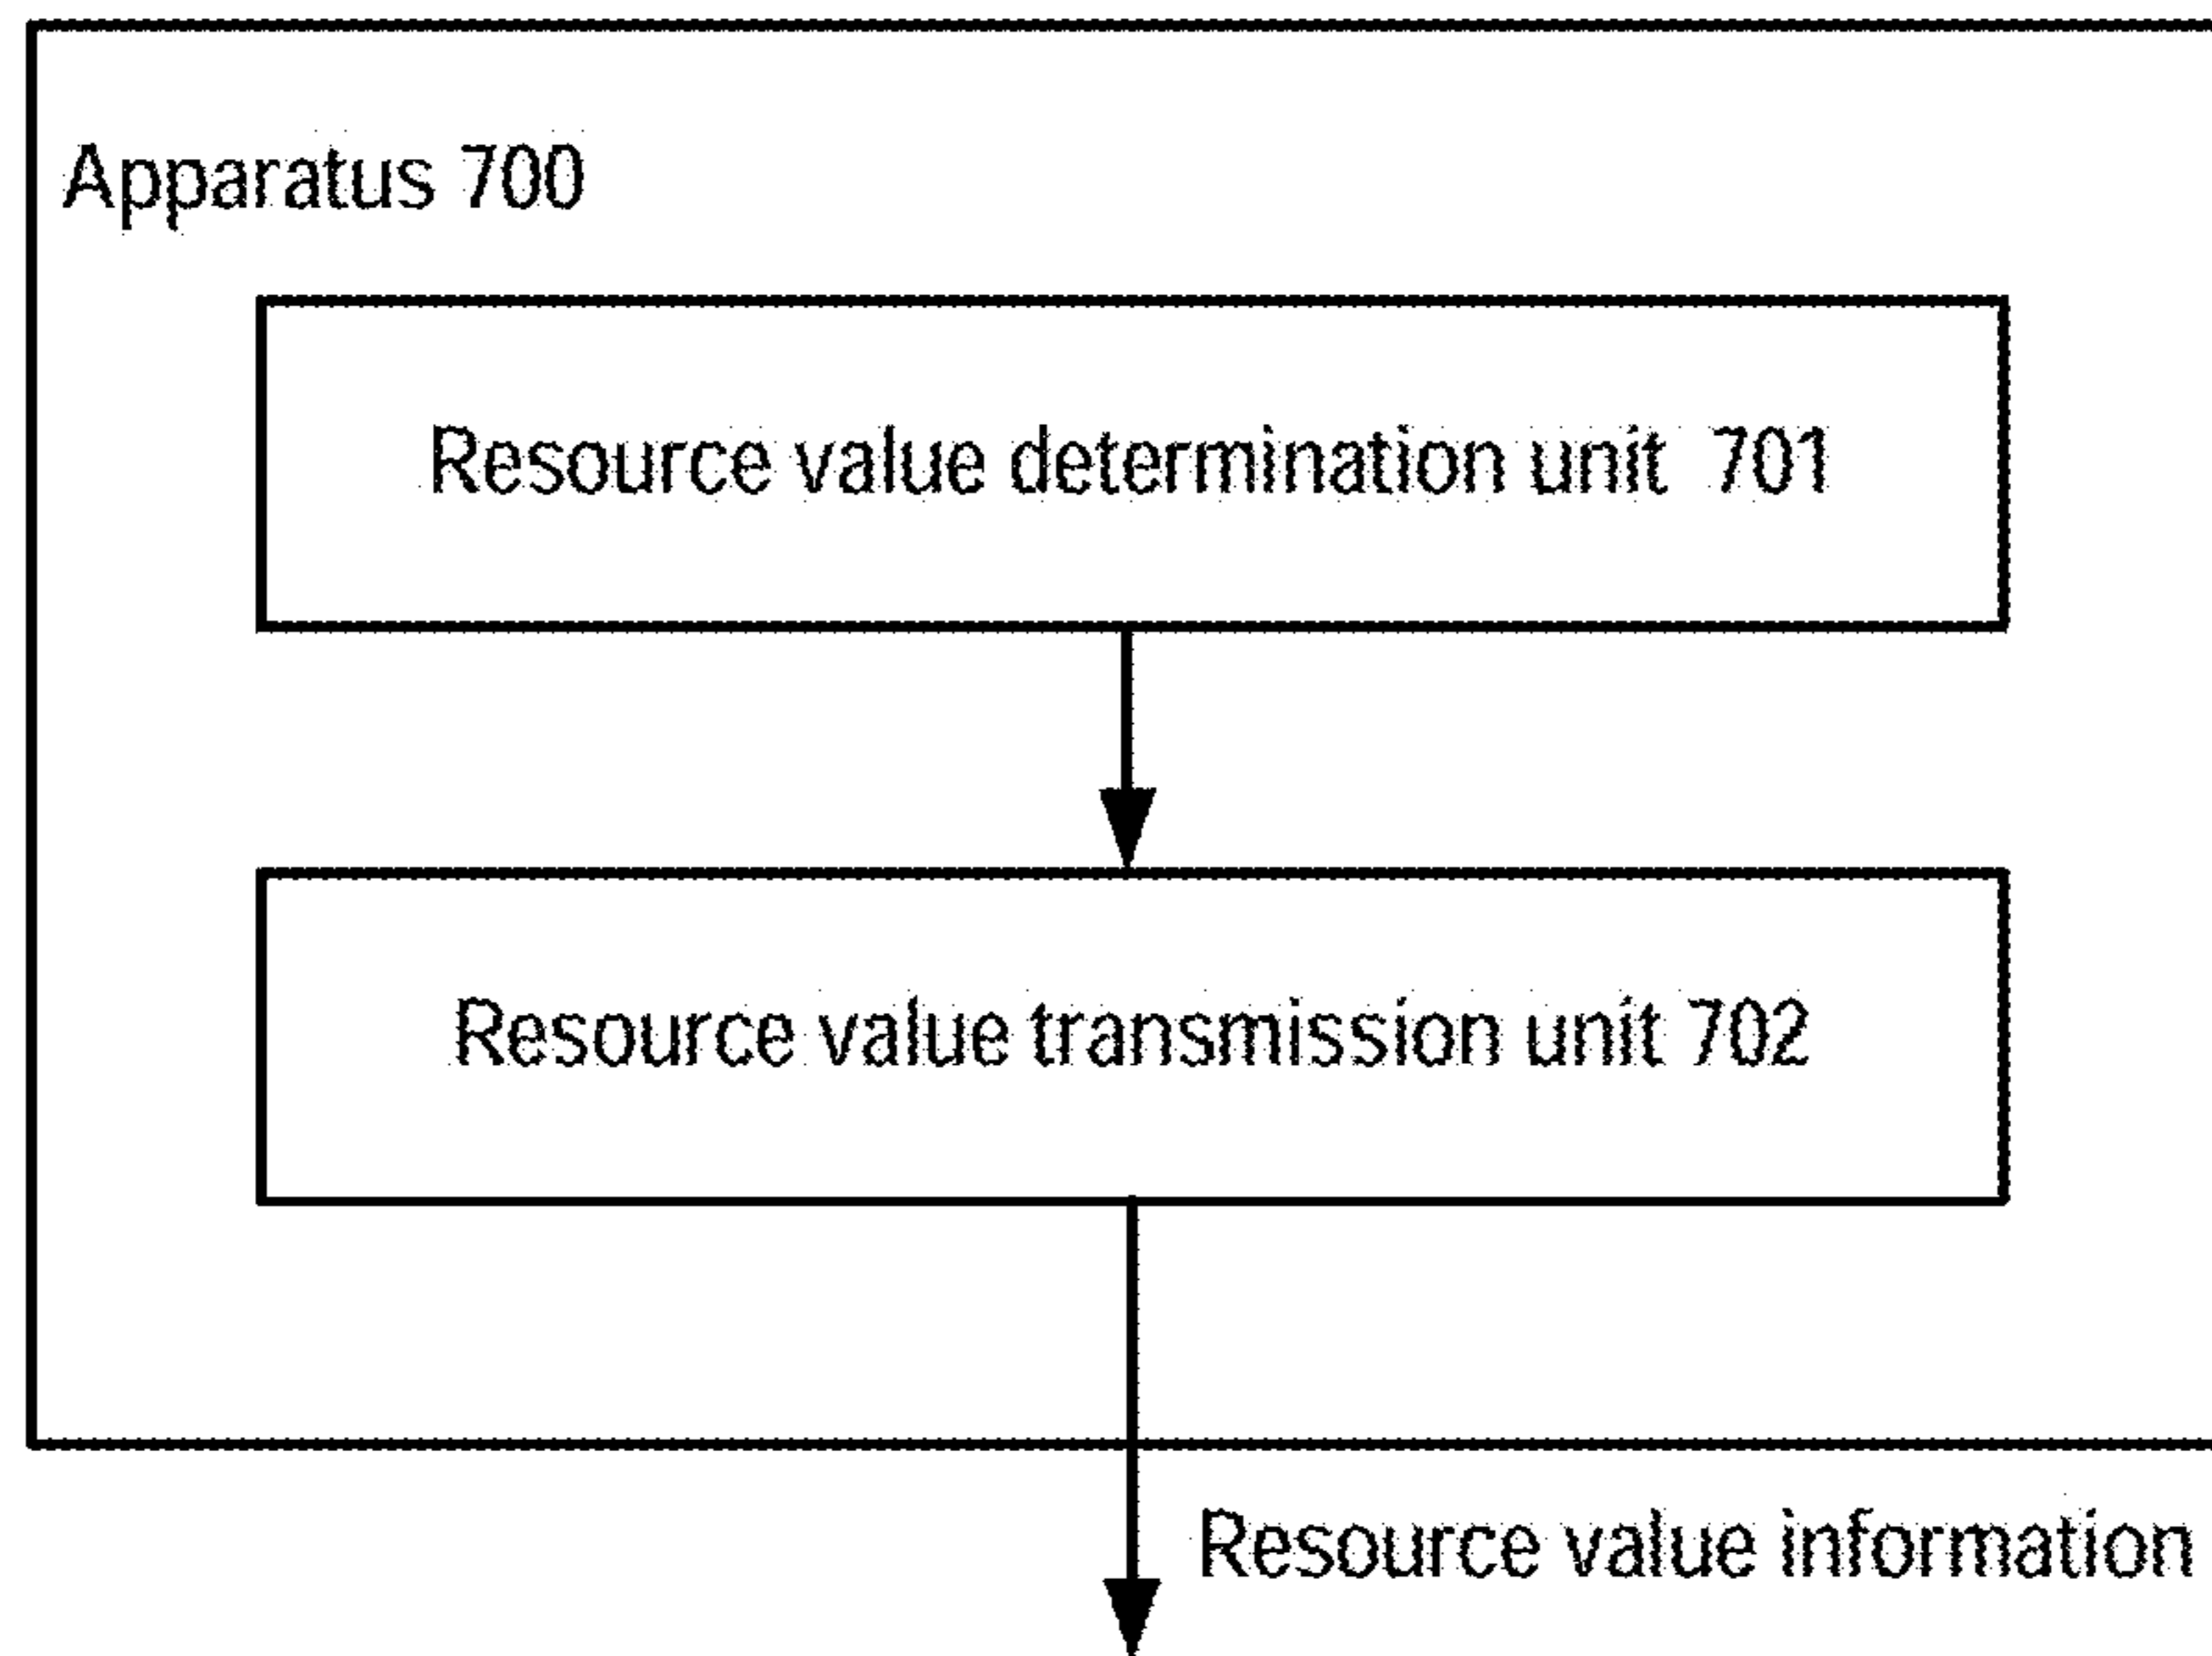 Apparatus 700
Resource value determination unit 701
Resource value transmission unit 702
Resource value information